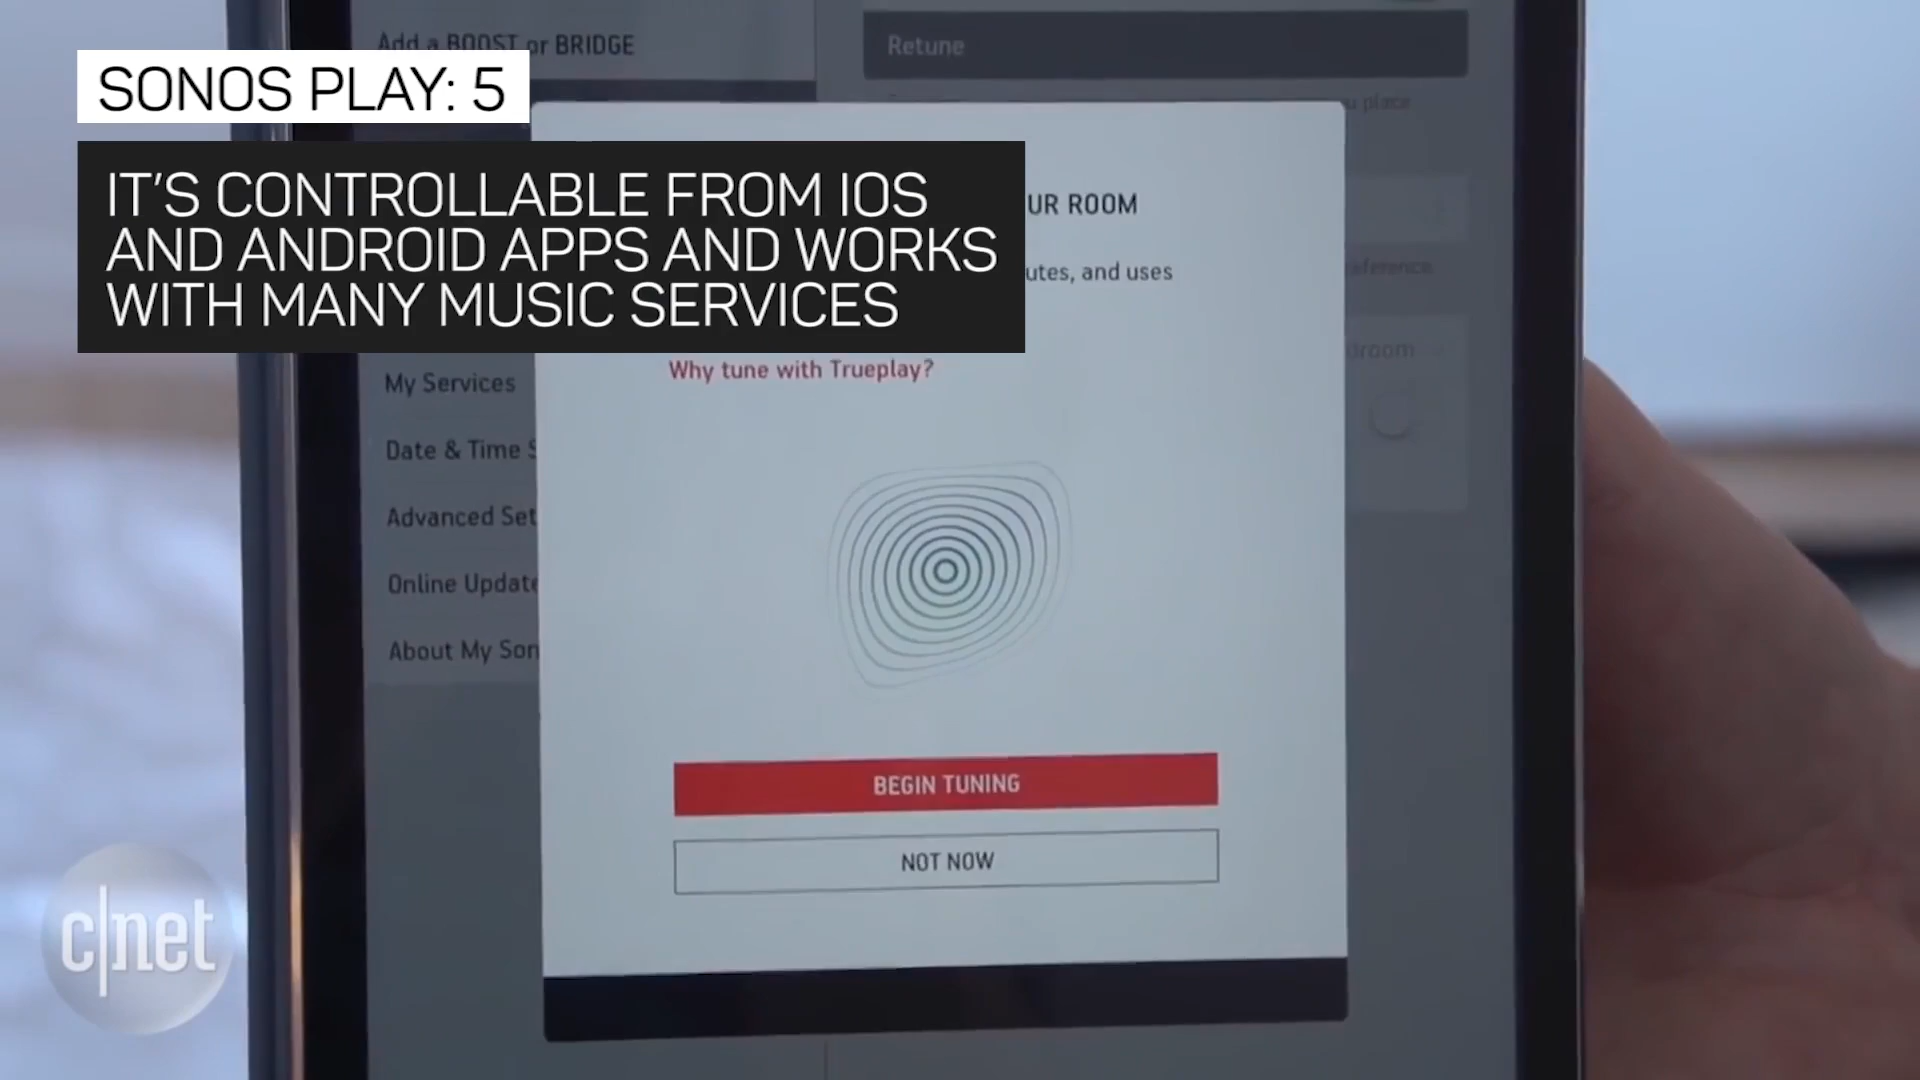 Add a BOOST or BRIDGE
Retune
SONOS PLAY: 5
u place
IT'S CONTROLLABLE FROM IOS
AND ANDROID APPS AND WORKS
WITH MANY MUSIC SERVICES
UR ROOM
utes, and uses
Why tune with Trueplay?
My Services
Date & Time S
Advanced Set
Online Update
About My Son
BEGIN TUNING
NOT NOW
c|net